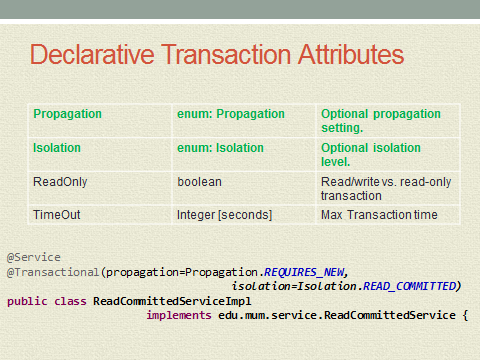 Declarative Transaction Attributes
Propagation enum: Propagation Optional propagation
setting.
Isolation enum: Isolation Optional isolation
level.
ReadOnly boolean Read/write vs. read-only
transaction
TimeOut Integer [seconds] Max Transaction time
@Service
@Transactional(propagation=Propagation.REQUIRES_NEW,
isolation=Isolation.READ_COMMITTED)
public class ReadCommittedServiceImpl
implements edu.mum.service.ReadCommittedService {